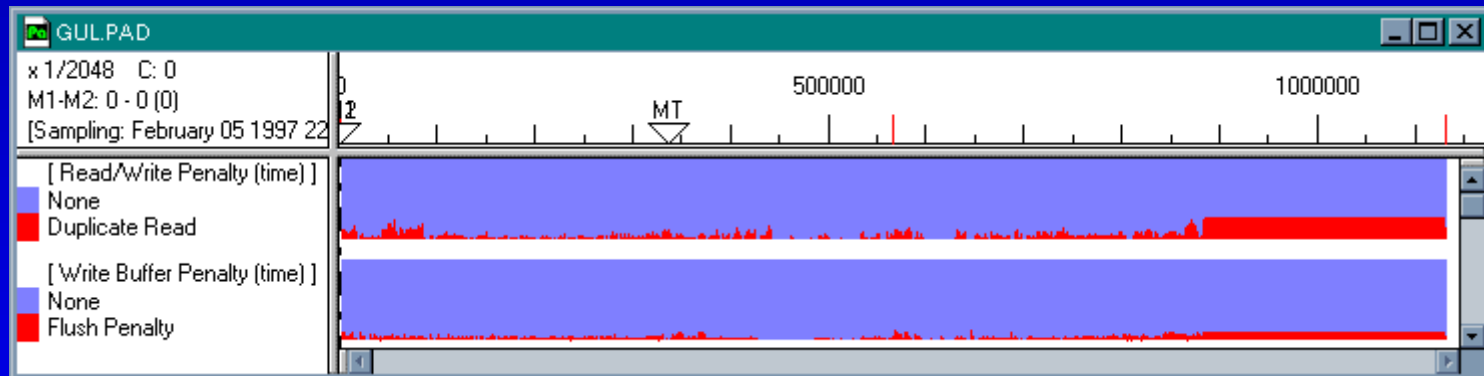 GUL.PAD
x 1/2048 C: 0
M1-M2: 0 - 0 (0)
[Sampling: February 05 1997 22
0 500000 1000000
MT
[ Read/Write Penalty (time) ]
None
Duplicate Read
[ Write Buffer Penalty (time) ]
None
Flush Penalty